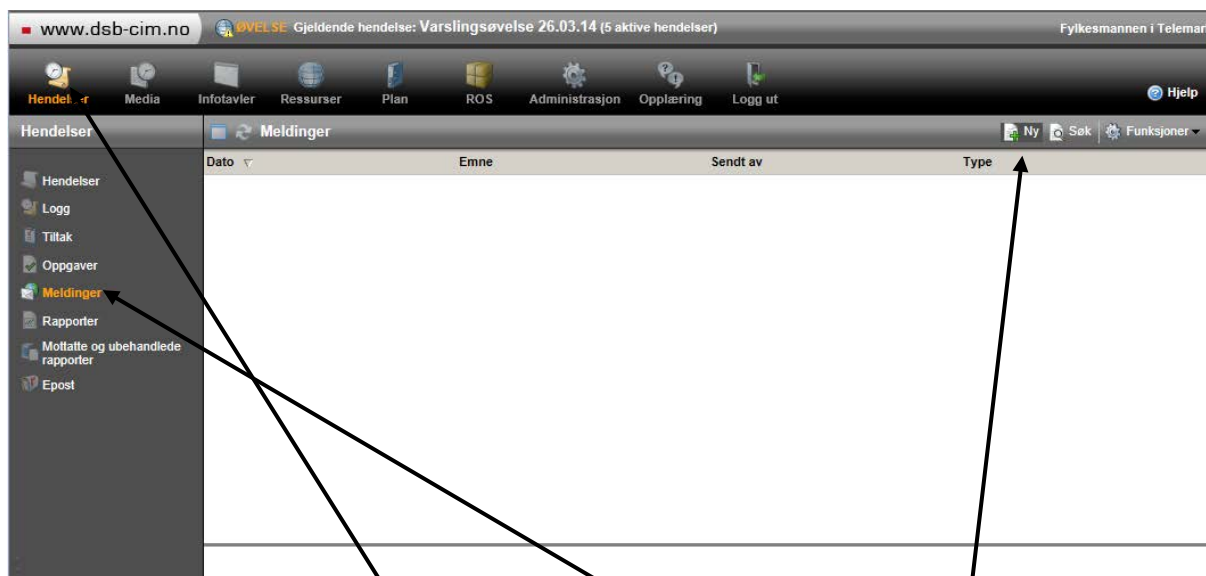 www.dsb-cim.no ØVELSE Gjeldende hendelse: Varslingsøvelse 26.03.14 (5 aktive hendelser) Fylkesmannen i Telemar
Hendelser Media Infotavler Ressurser Plan ROS Administrasjon Opplæring Logg ut Hjelp
Hendelser Meldinger Ny Søk Funksjoner
Dato Emne Sendt av Type
Hendelser
Logg
Tiltak
Oppgaver
Meldinger
Rapporter
Mottatte og ubehandlede
rapporter
Epost